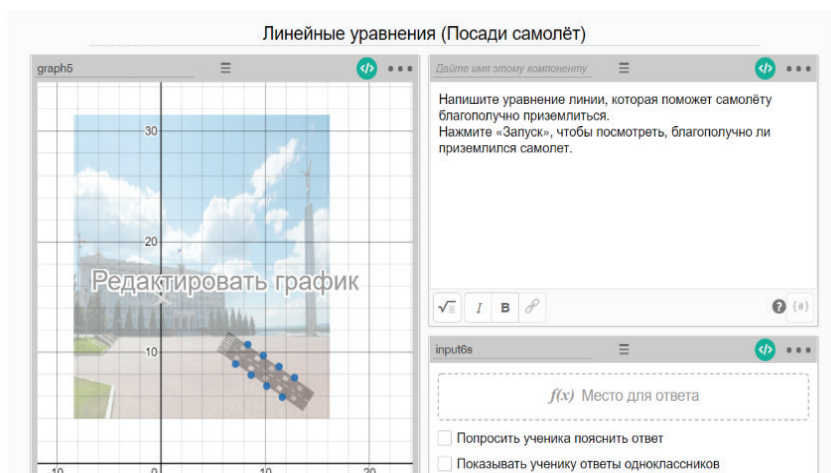 Линейные уравнения (Посади самолёт)
graph5
Дайте имя этому компоненту
Напишите уравнение линии, которая поможет самолёту
благополучно приземлиться.
Нажмите «Запуск», чтобы посмотреть, благополучно ли
приземлился самолет.
30
20
Редактировать график
10
I B {#}
input6s
f(x) Место для ответа
Попросить ученика пояснить ответ
Показывать ученику ответы одноклассников
-10 0 10 20